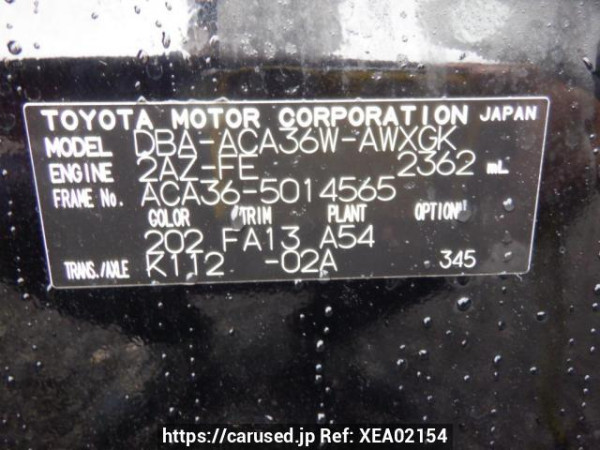 TOYOTA MOTOR CORPORATION JAPAN
MODEL DBA-ACA36W-AWXGK
ENGINE 2AZ-FE 2362 mL
FRAME No. ACA36-5014565
COLOR TRIM PLANT OPTION
202 FA13 A54
TRANS./AXLE K112 -02A 345
https://carused.jp Ref: XEA02154